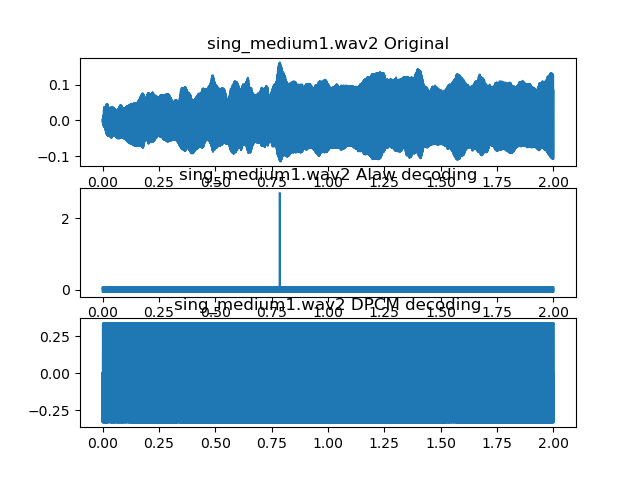 sing_medium1.wav2 Original
0.1
0.0
−0.1
0.00 0.25 0.50 0.75 1.00 1.25 1.50 1.75 2.00
sing_medium1.wav2 Alaw decoding
2
0
0.00 0.25 0.50 0.75 1.00 1.25 1.50 1.75 2.00
sing_medium1.wav2 DPCM decoding
0.25
0.00
−0.25
0.00 0.25 0.50 0.75 1.00 1.25 1.50 1.75 2.00